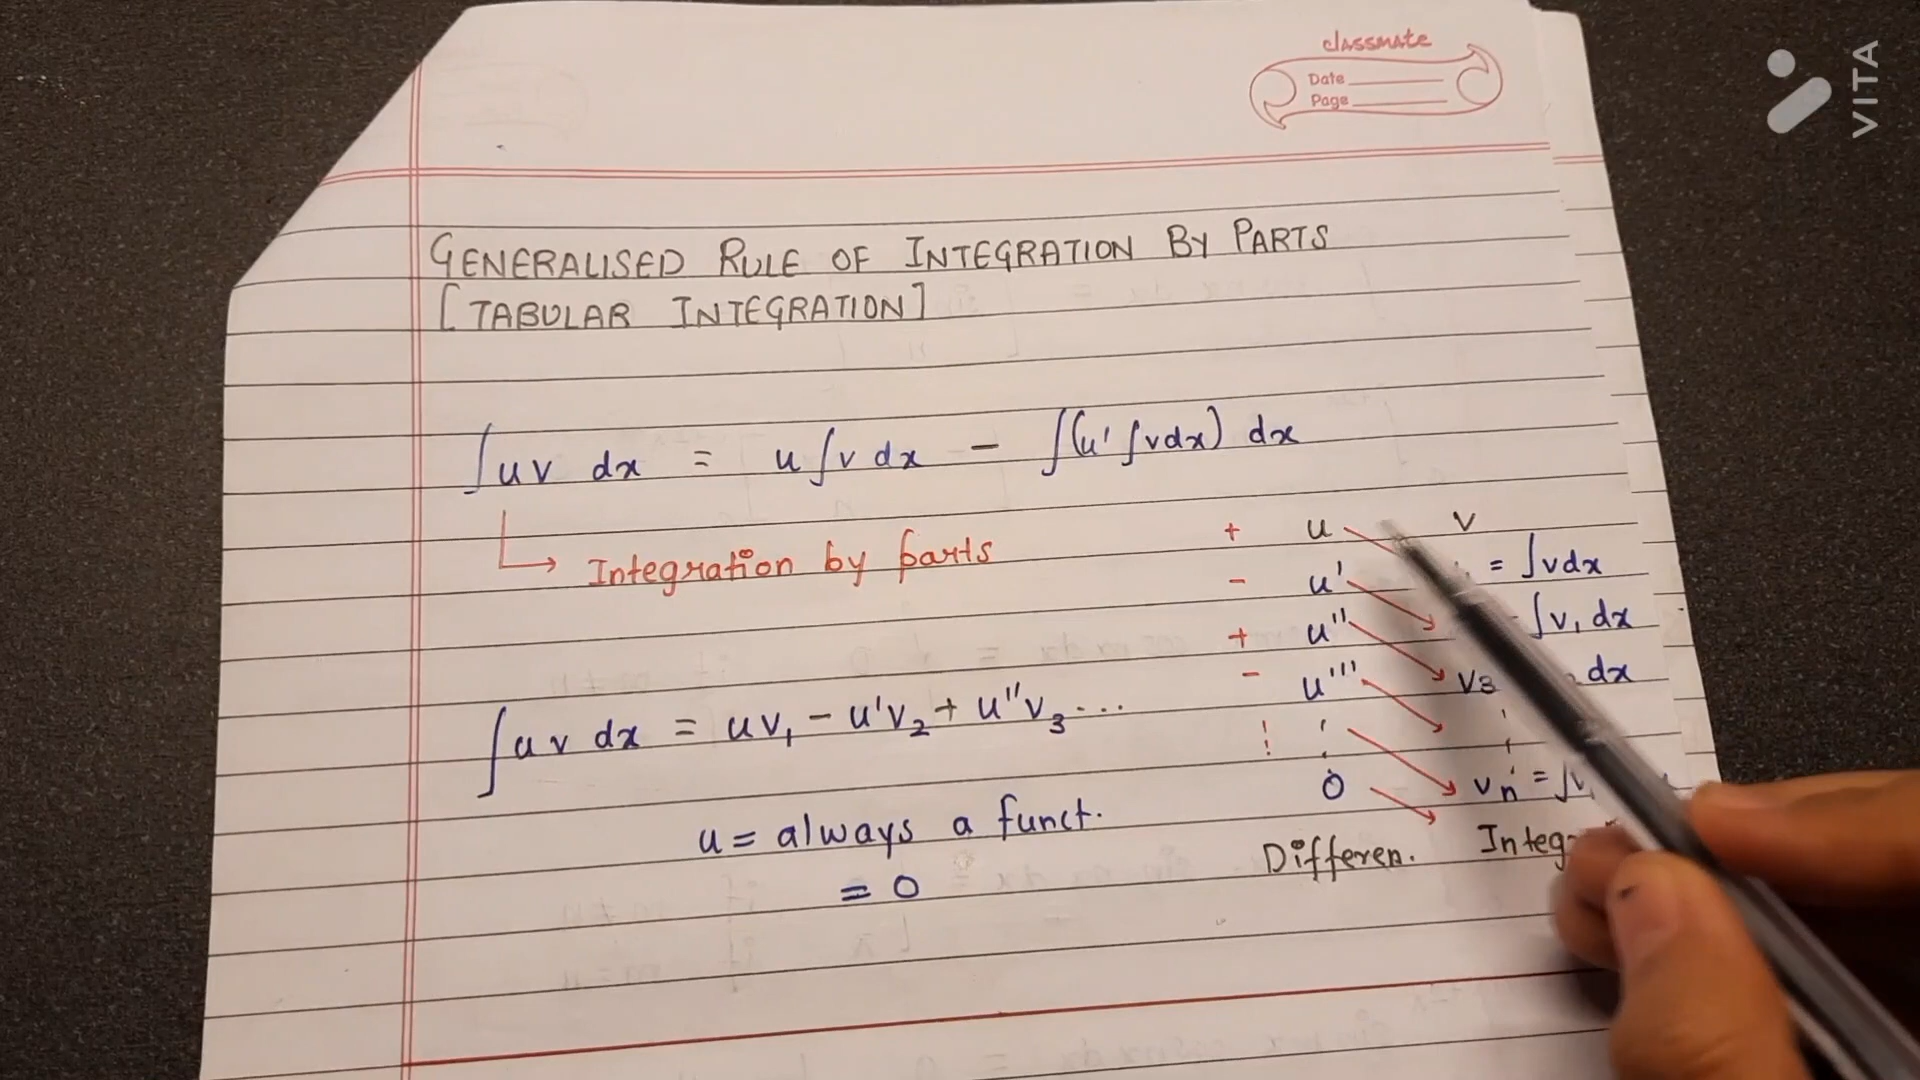 classmate
Date
Page
VITA
GENERALISED RULE OF INTEGRATION BY PARTS
[TABULAR INTEGRATION]
∫uv dx = u∫v dx − ∫(u' ∫vdx) dx
↳ Integration by parts
+ u v
− u' = ∫vdx
+ u'' ∫v₁ dx
− u''' v₃ dx
∫uv dx = uv₁ − u'v₂ + u''v₃ ...
0 vₙ = ∫v
u = always a funct.
= 0
Differen.